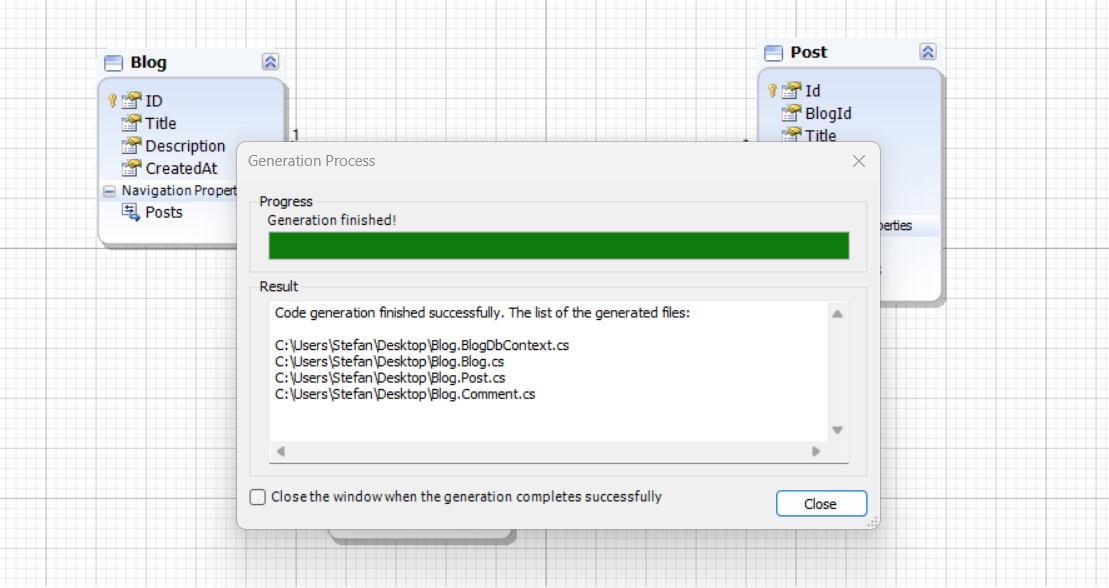 Blog
ID
Title
Description
CreatedAt
Navigation Propert
Posts
1
Post
Id
BlogId
Title
perties
Generation Process
Progress
Generation finished!
Result
Code generation finished successfully. The list of the generated files:
C:\Users\Stefan\Desktop\Blog.BlogDbContext.cs
C:\Users\Stefan\Desktop\Blog.Blog.cs
C:\Users\Stefan\Desktop\Blog.Post.cs
C:\Users\Stefan\Desktop\Blog.Comment.cs
Close the window when the generation completes successfully
Close